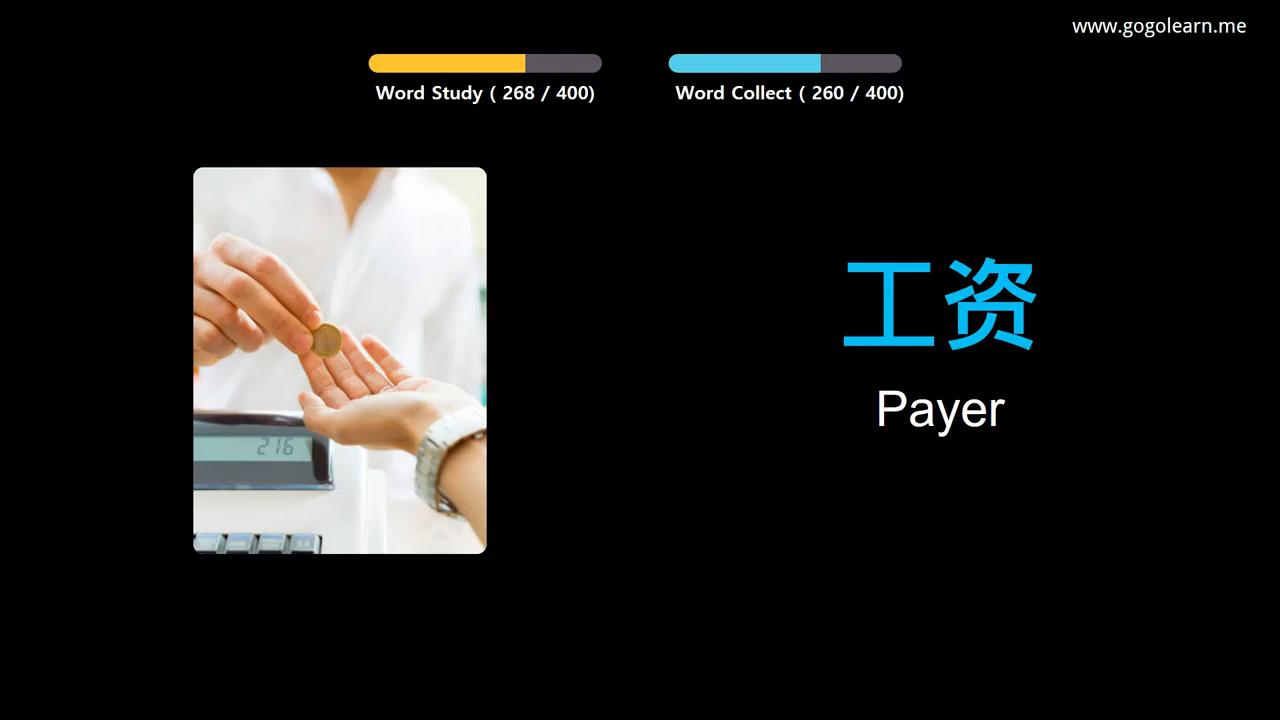 www.gogolearn.me
Word Study ( 268 / 400)
Word Collect ( 260 / 400)
工资
Payer
216